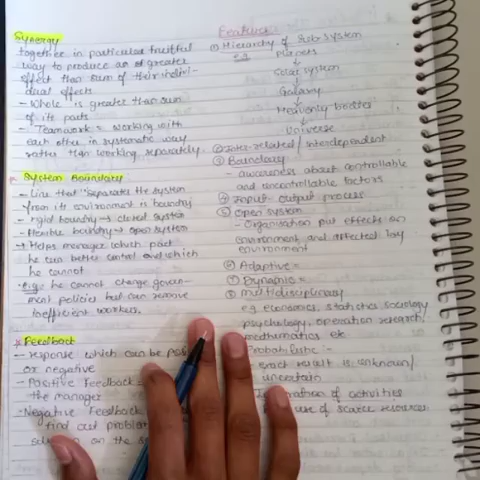 Synergy
together in particular fruitful
way to produce an greater
effect than sum of their indivi-
dual effects
- Whole is greater than sum
of its parts
- Teamwork = working with
each other in systematic way
rather than working separately.
System Boundary
- Line that separates the system
from its environment is boundry
- rigid boundry → closed system
- flexible boundry → open system
→ Helps manager which part
he can better control and which
he cannot
e.g: he cannot change govern-
ment policies but can remove
inefficient workers.
Feedback
- response which can be
or negative
- Positive feedback
the manager
- Negative feedback
find out
on the
Features
① Hierarchy of Sub-System
e.g. Planets
↓
Solar system
↓
Galaxy
↓
Heavenly bodies
↓
Universe
② Inter-related / interdependent
③ Boundary
- awareness about controllable
and uncontrollable factors
④ Input-output process
⑤ Open system
- Organisation put effects on
environment and affected by
environment
⑥ Adaptive =
⑦ Dynamic =
⑧ multidisciplinary
e.g economics, statistics sociology
psychology, operation research,
mathematics etc
Probabilistic :-
exact result is unknown/
uncertain
of activities
use of scarce resources